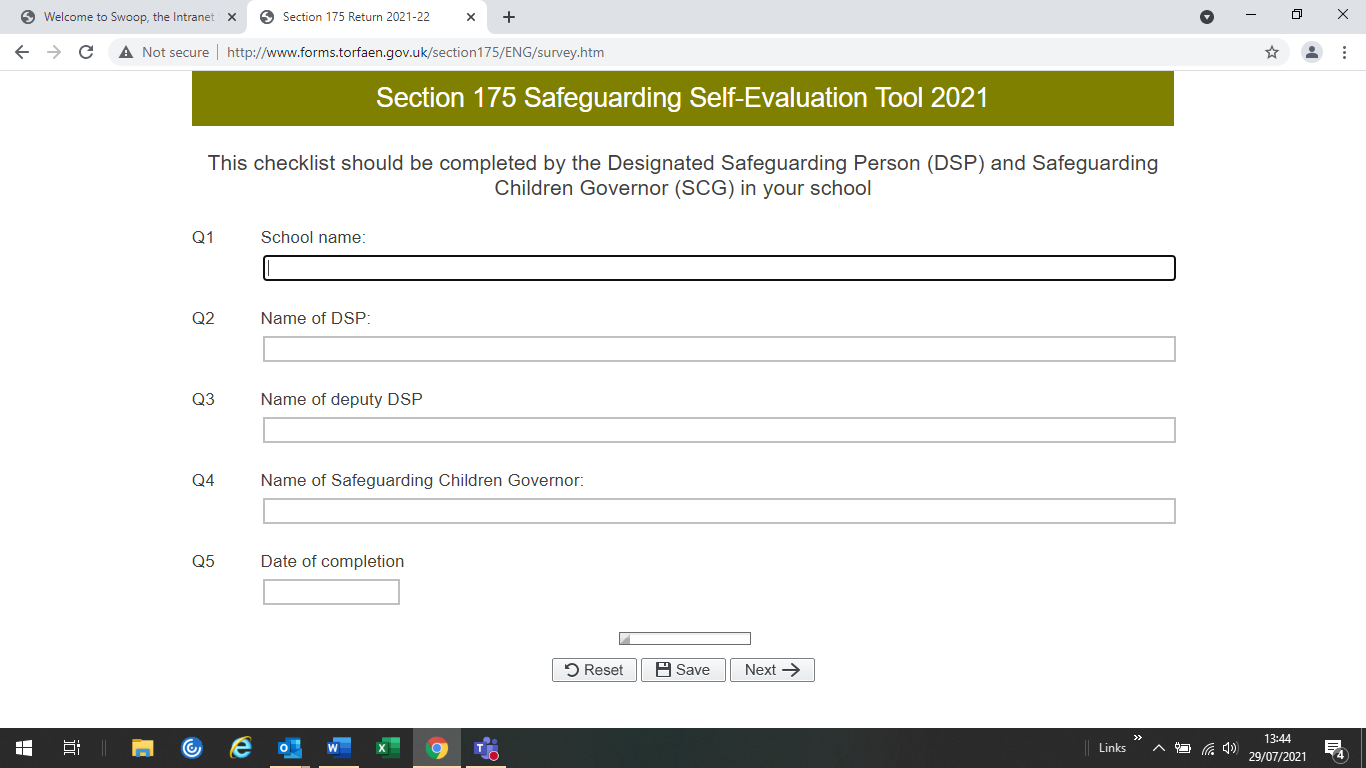 Welcome to Swoop, the Intranet
Section 175 Return 2021-22
Not secure
http://www.forms.torfaen.gov.uk/section175/ENG/survey.htm
Section 175 Safeguarding Self-Evaluation Tool 2021
This checklist should be completed by the Designated Safeguarding Person (DSP) and Safeguarding
Children Governor (SCG) in your school
Q1 School name:
Q2 Name of DSP:
Q3 Name of deputy DSP
Q4 Name of Safeguarding Children Governor:
Q5 Date of completion
Reset Save Next
Links
13:44
29/07/2021
4